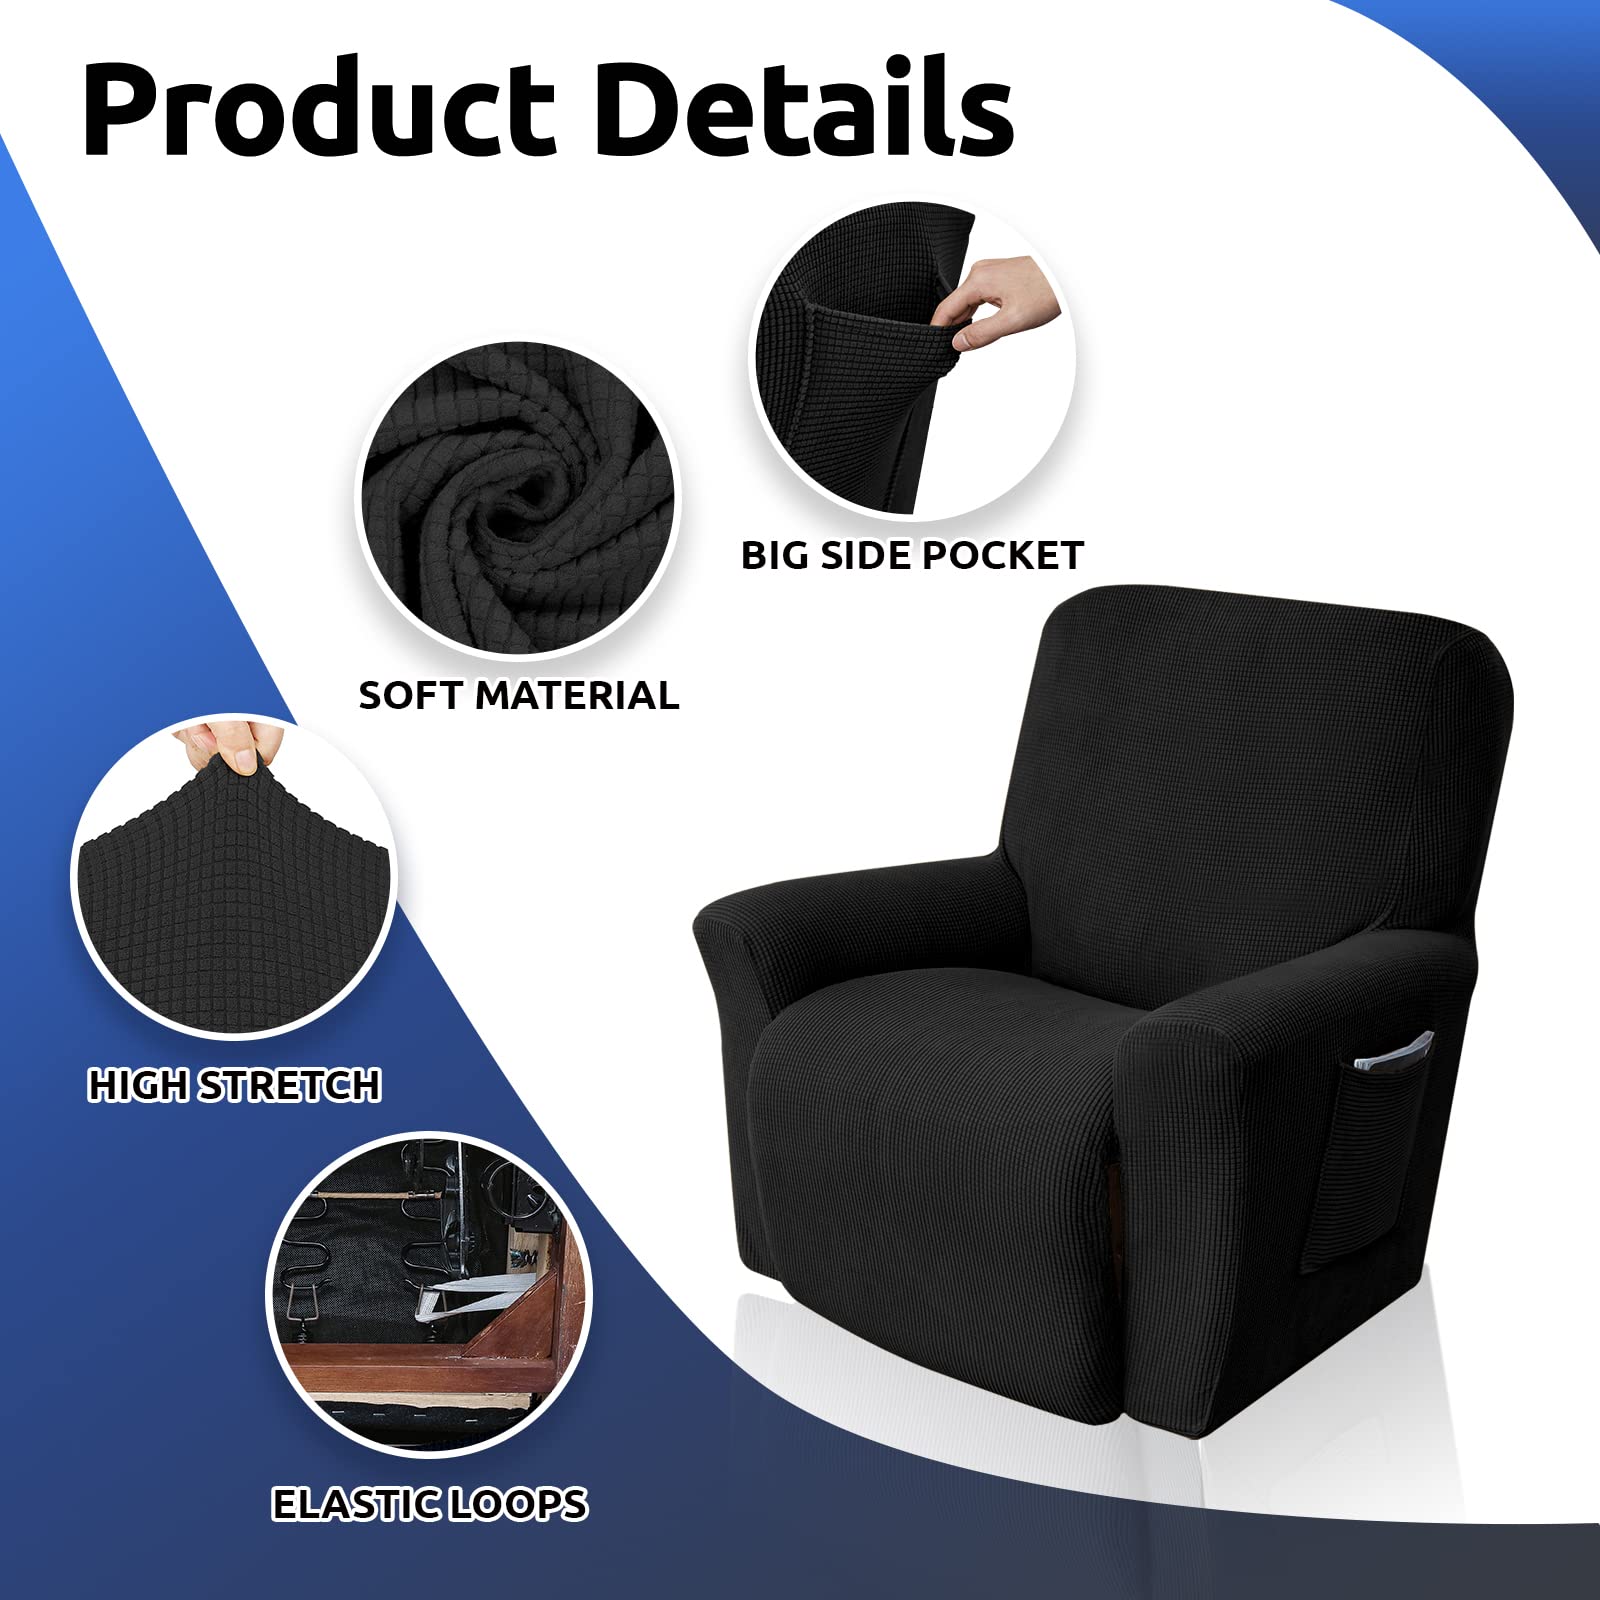 Product Details
BIG SIDE POCKET
SOFT MATERIAL
HIGH STRETCH
ELASTIC LOOPS